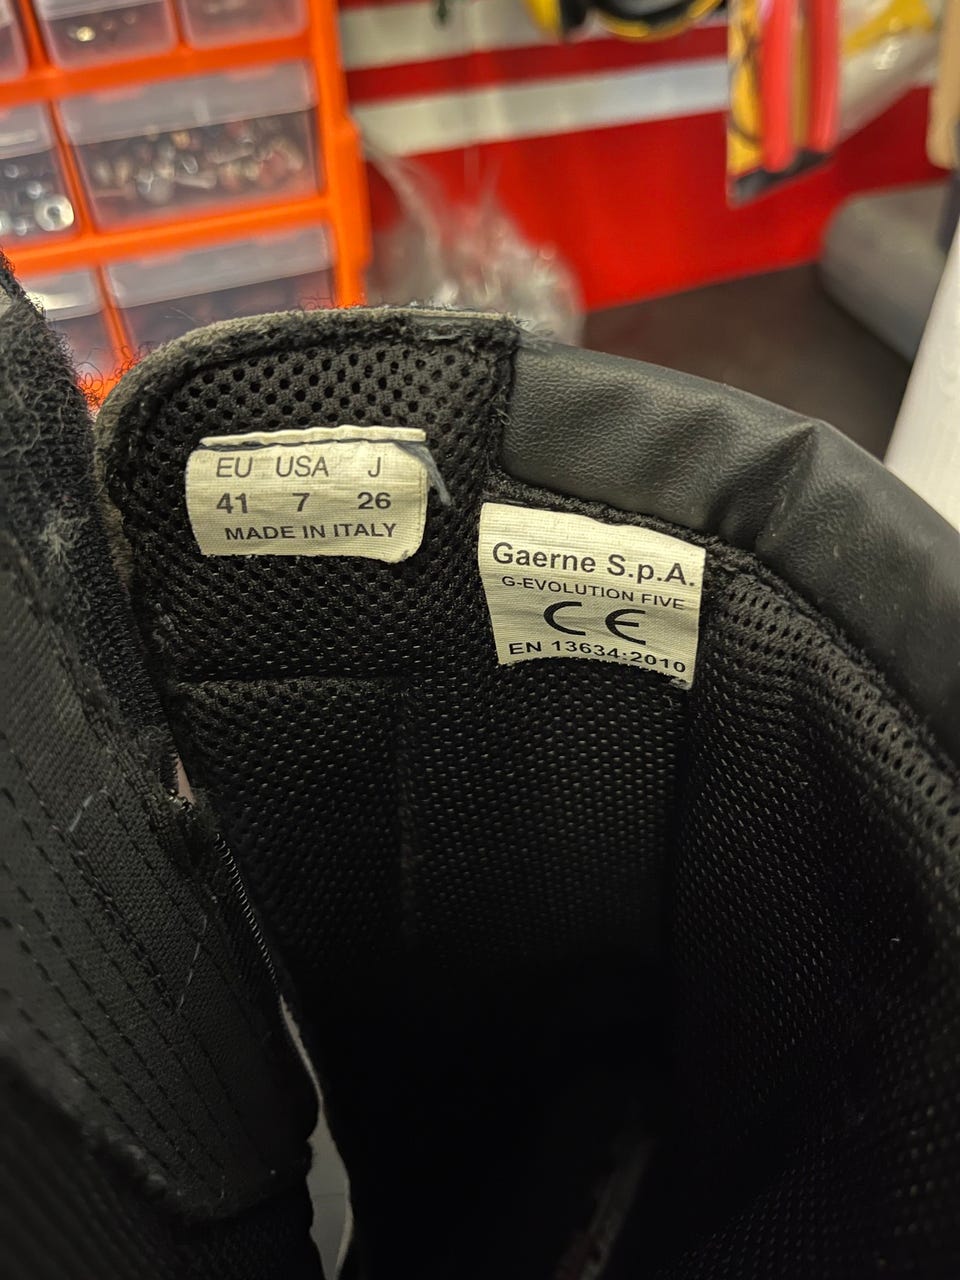 EU USA J
41 7 26
MADE IN ITALY
Gaerne S.p.A.
G-EVOLUTION FIVE
CE
EN 13634:2010